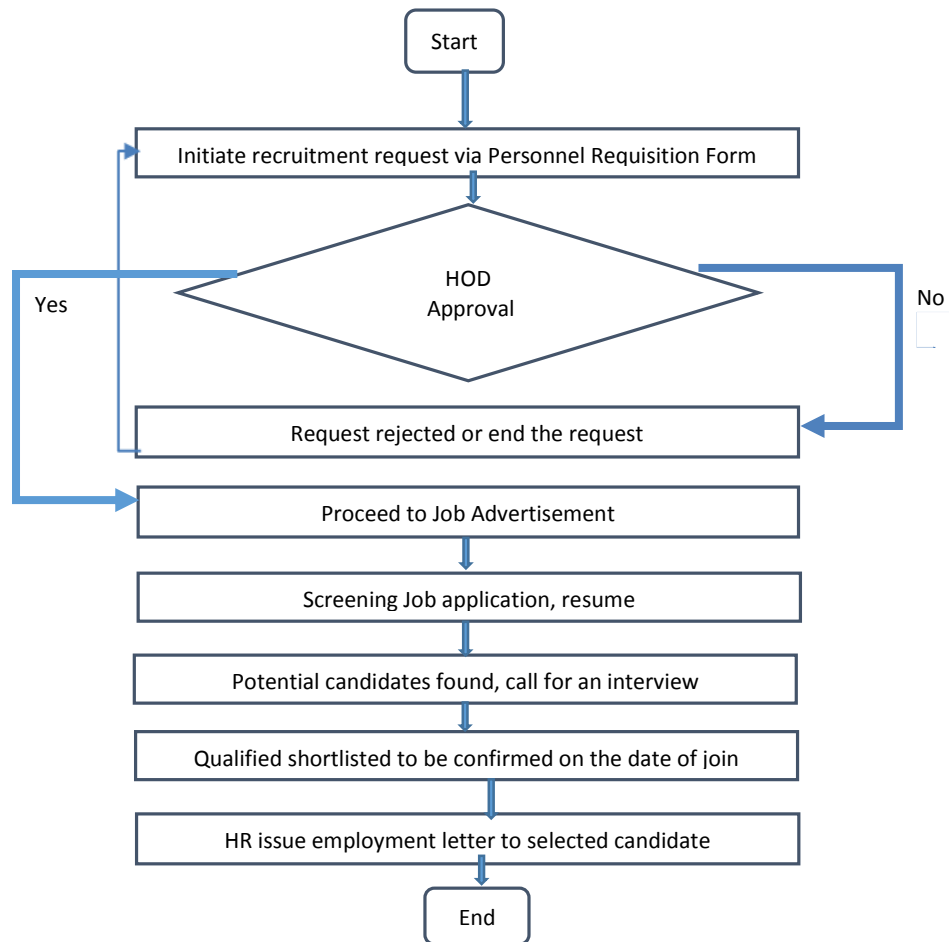 Start
Initiate recruitment request via Personnel Requisition Form
HOD
Approval
Yes
No
Request rejected or end the request
Proceed to Job Advertisement
Screening Job application, resume
Potential candidates found, call for an interview
Qualified shortlisted to be confirmed on the date of join
HR issue employment letter to selected candidate
End